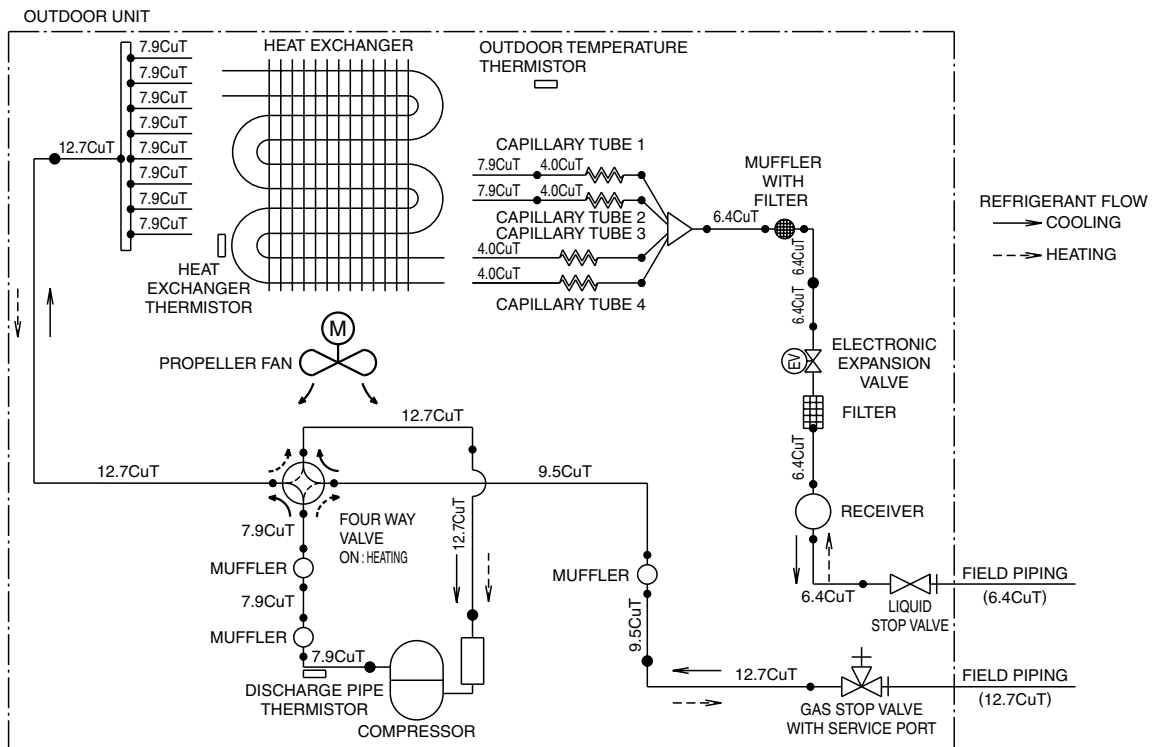 OUTDOOR UNIT
7.9CuT
7.9CuT
7.9CuT
7.9CuT
7.9CuT
7.9CuT
7.9CuT
7.9CuT
12.7CuT
HEAT EXCHANGER
OUTDOOR TEMPERATURE
THERMISTOR
CAPILLARY TUBE 1
7.9CuT
4.0CuT
7.9CuT
4.0CuT
CAPILLARY TUBE 2
CAPILLARY TUBE 3
4.0CuT
4.0CuT
CAPILLARY TUBE 4
MUFFLER
WITH
FILTER
6.4CuT
6.4CuT
6.4CuT
REFRIGERANT FLOW
COOLING
HEATING
HEAT
EXCHANGER
THERMISTOR
M
PROPELLER FAN
EV
ELECTRONIC
EXPANSION
VALVE
FILTER
6.4CuT
RECEIVER
12.7CuT
12.7CuT
9.5CuT
FOUR WAY
VALVE
ON : HEATING
7.9CuT
12.7CuT
MUFFLER
7.9CuT
MUFFLER
7.9CuT
DISCHARGE PIPE
THERMISTOR
COMPRESSOR
MUFFLER
9.5CuT
6.4CuT
LIQUID
STOP VALVE
FIELD PIPING
(6.4CuT)
12.7CuT
GAS STOP VALVE
WITH SERVICE PORT
FIELD PIPING
(12.7CuT)